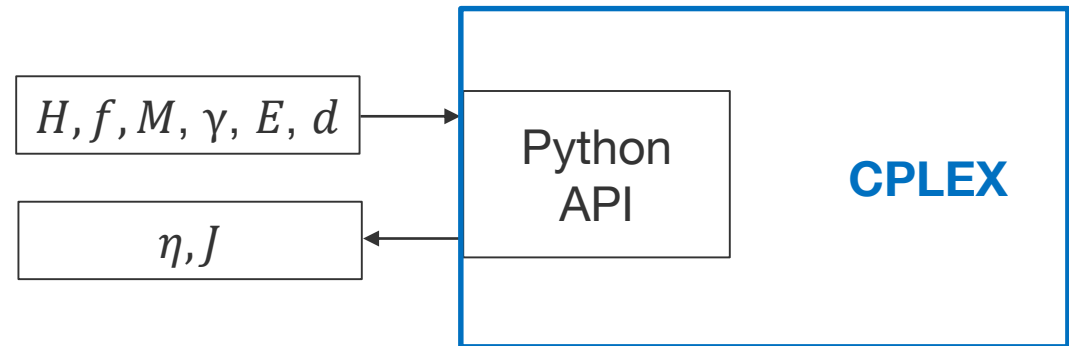 H, f, M, γ, E, d
Python
API
CPLEX
η, J